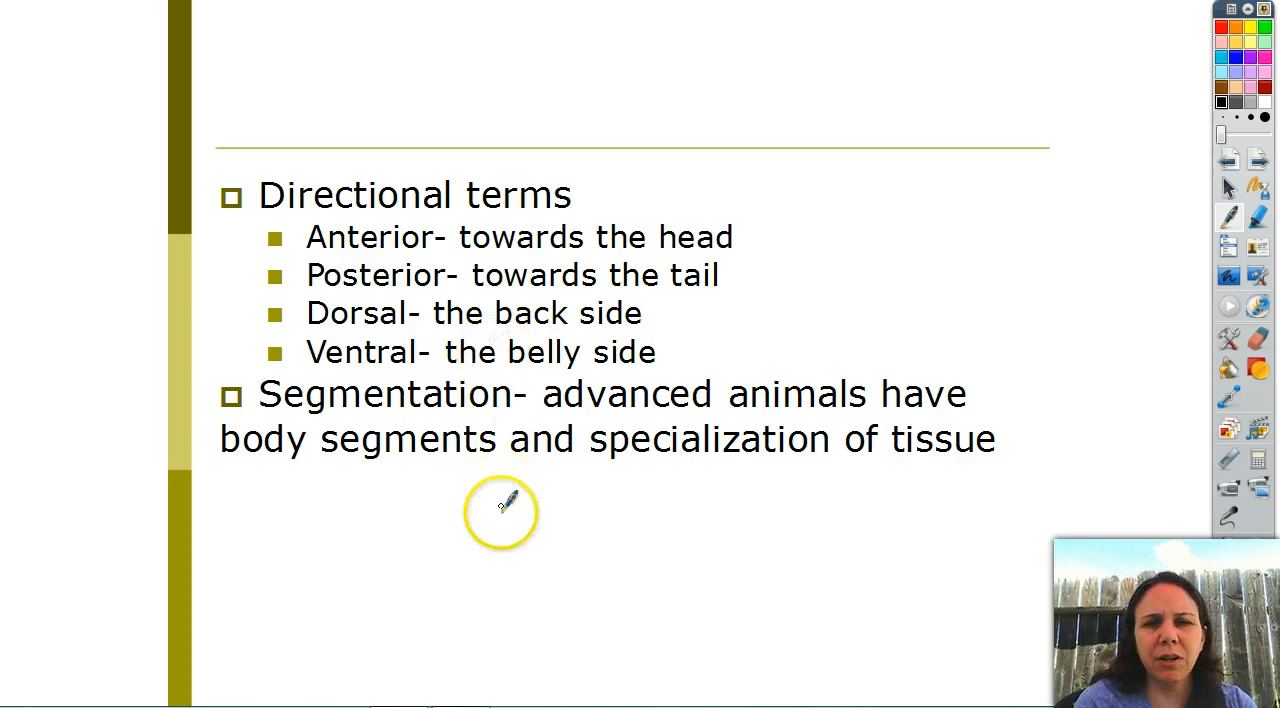 Directional terms
Anterior- towards the head
Posterior- towards the tail
Dorsal- the back side
Ventral- the belly side
Segmentation- advanced animals have
body segments and specialization of tissue